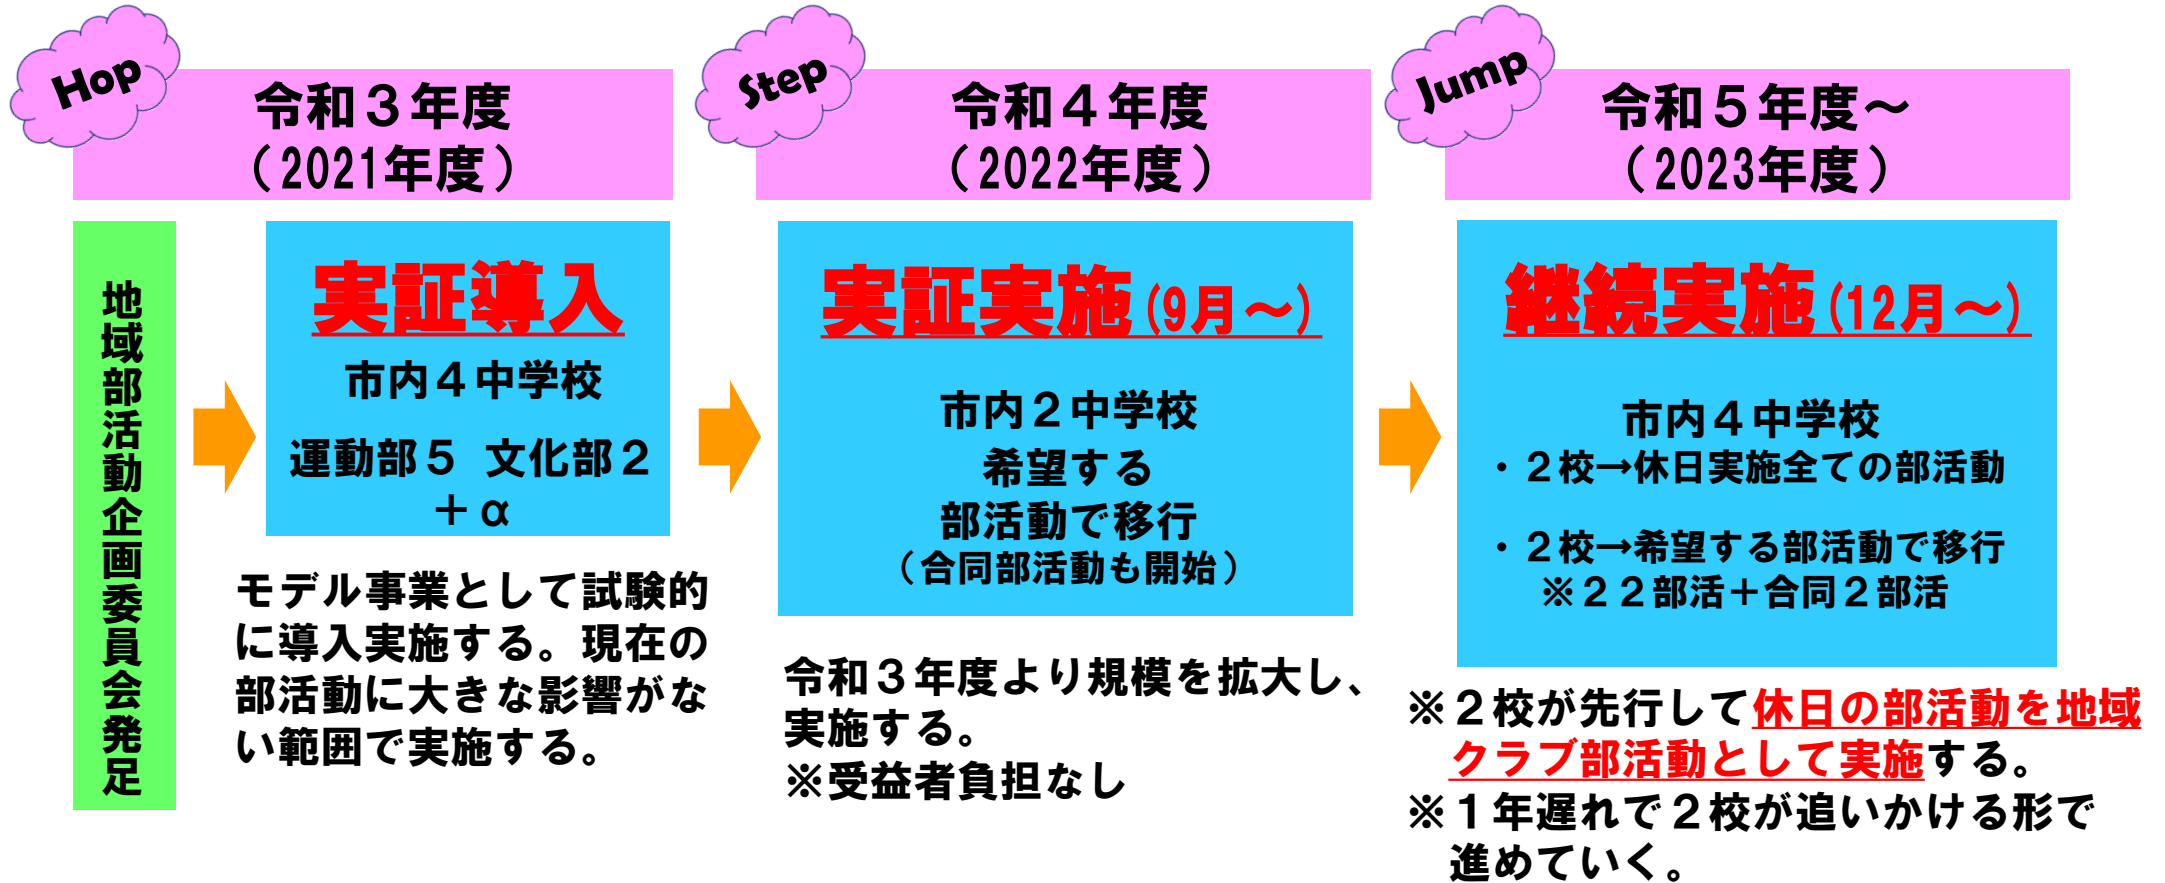 Hop
令和３年度
（2021年度）
地域部活動企画委員会発足
実証導入
市内４中学校
運動部５ 文化部２
＋α
モデル事業として試験的
に導入実施する。現在の
部活動に大きな影響がな
い範囲で実施する。
Step
令和４年度
（2022年度）
実証実施(9月～)
市内２中学校
希望する
部活動で移行
（合同部活動も開始）
令和３年度より規模を拡大し、
実施する。
※受益者負担なし
Jump
令和５年度～
（2023年度）
継続実施(12月～)
市内４中学校
・２校→休日実施全ての部活動
・２校→希望する部活動で移行
※２２部活＋合同２部活
※２校が先行して休日の部活動を地域
クラブ部活動として実施する。
※１年遅れで２校が追いかける形で
進めていく。